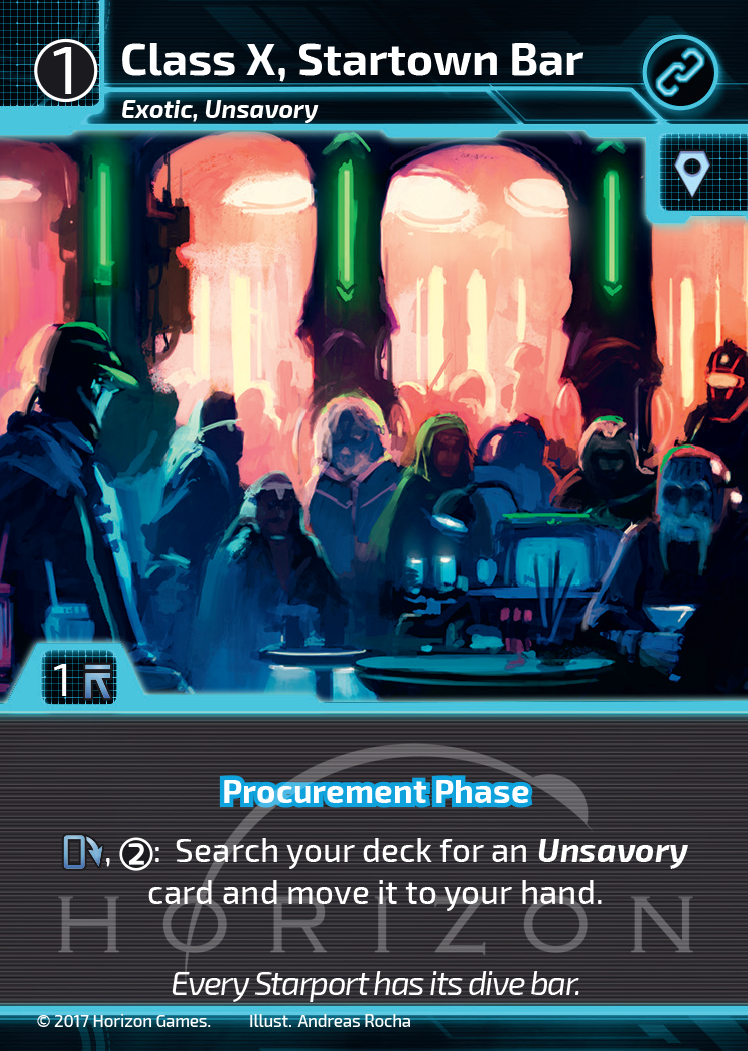 1
Class X, Startown Bar
Exotic, Unsavory
1
Procurement Phase
, ②: Search your deck for an Unsavory
card and move it to your hand.
HORIZON
Every Starport has its dive bar.
© 2017 Horizon Games. Illust. Andreas Rocha